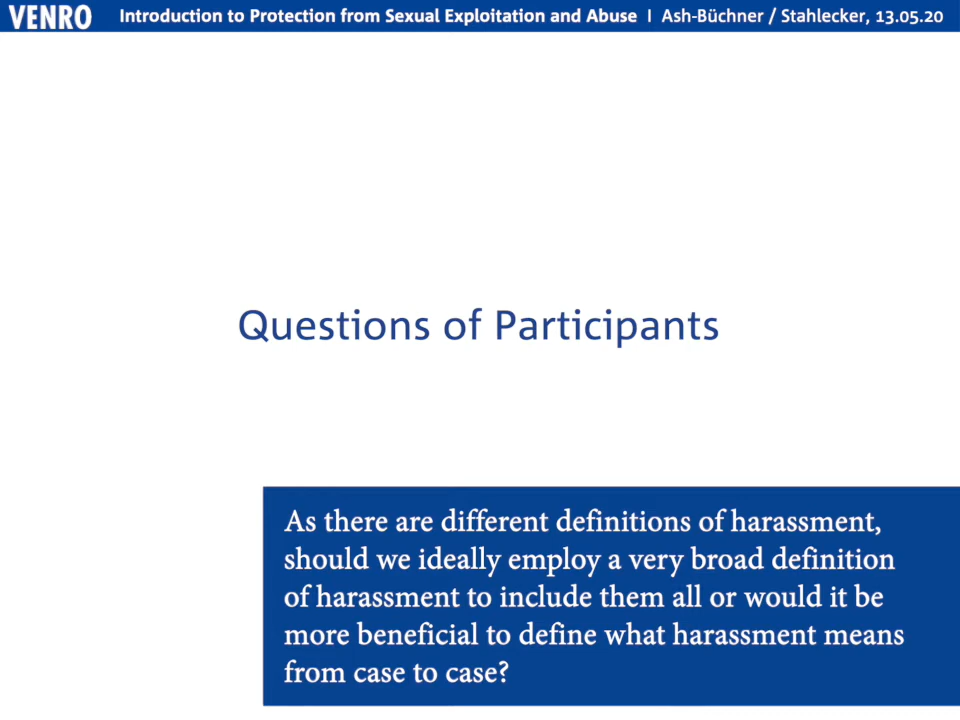 VENRO Introduction to Protection from Sexual Exploitation and Abuse I Ash-Büchner / Stahlecker, 13.05.20
Questions of Participants
As there are different definitions of harassment,
should we ideally employ a very broad definition
of harassment to include them all or would it be
more beneficial to define what harassment means
from case to case?